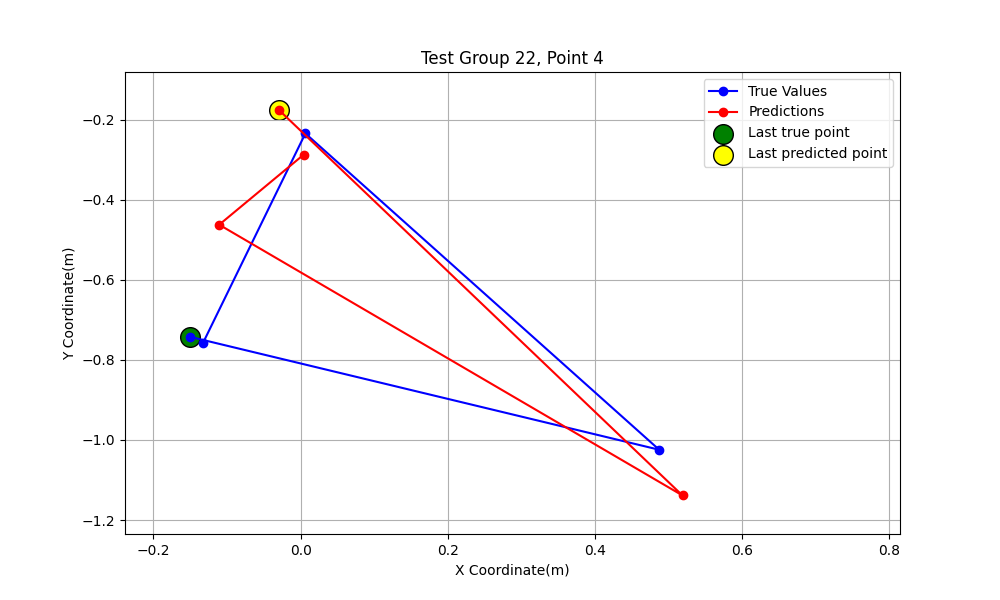 Test Group 22, Point 4
True Values
Predictions
Last true point
Last predicted point
Y Coordinate(m)
−0.2
−0.4
−0.6
−0.8
−1.0
−1.2
−0.2 0.0 0.2 0.4 0.6 0.8
X Coordinate(m)